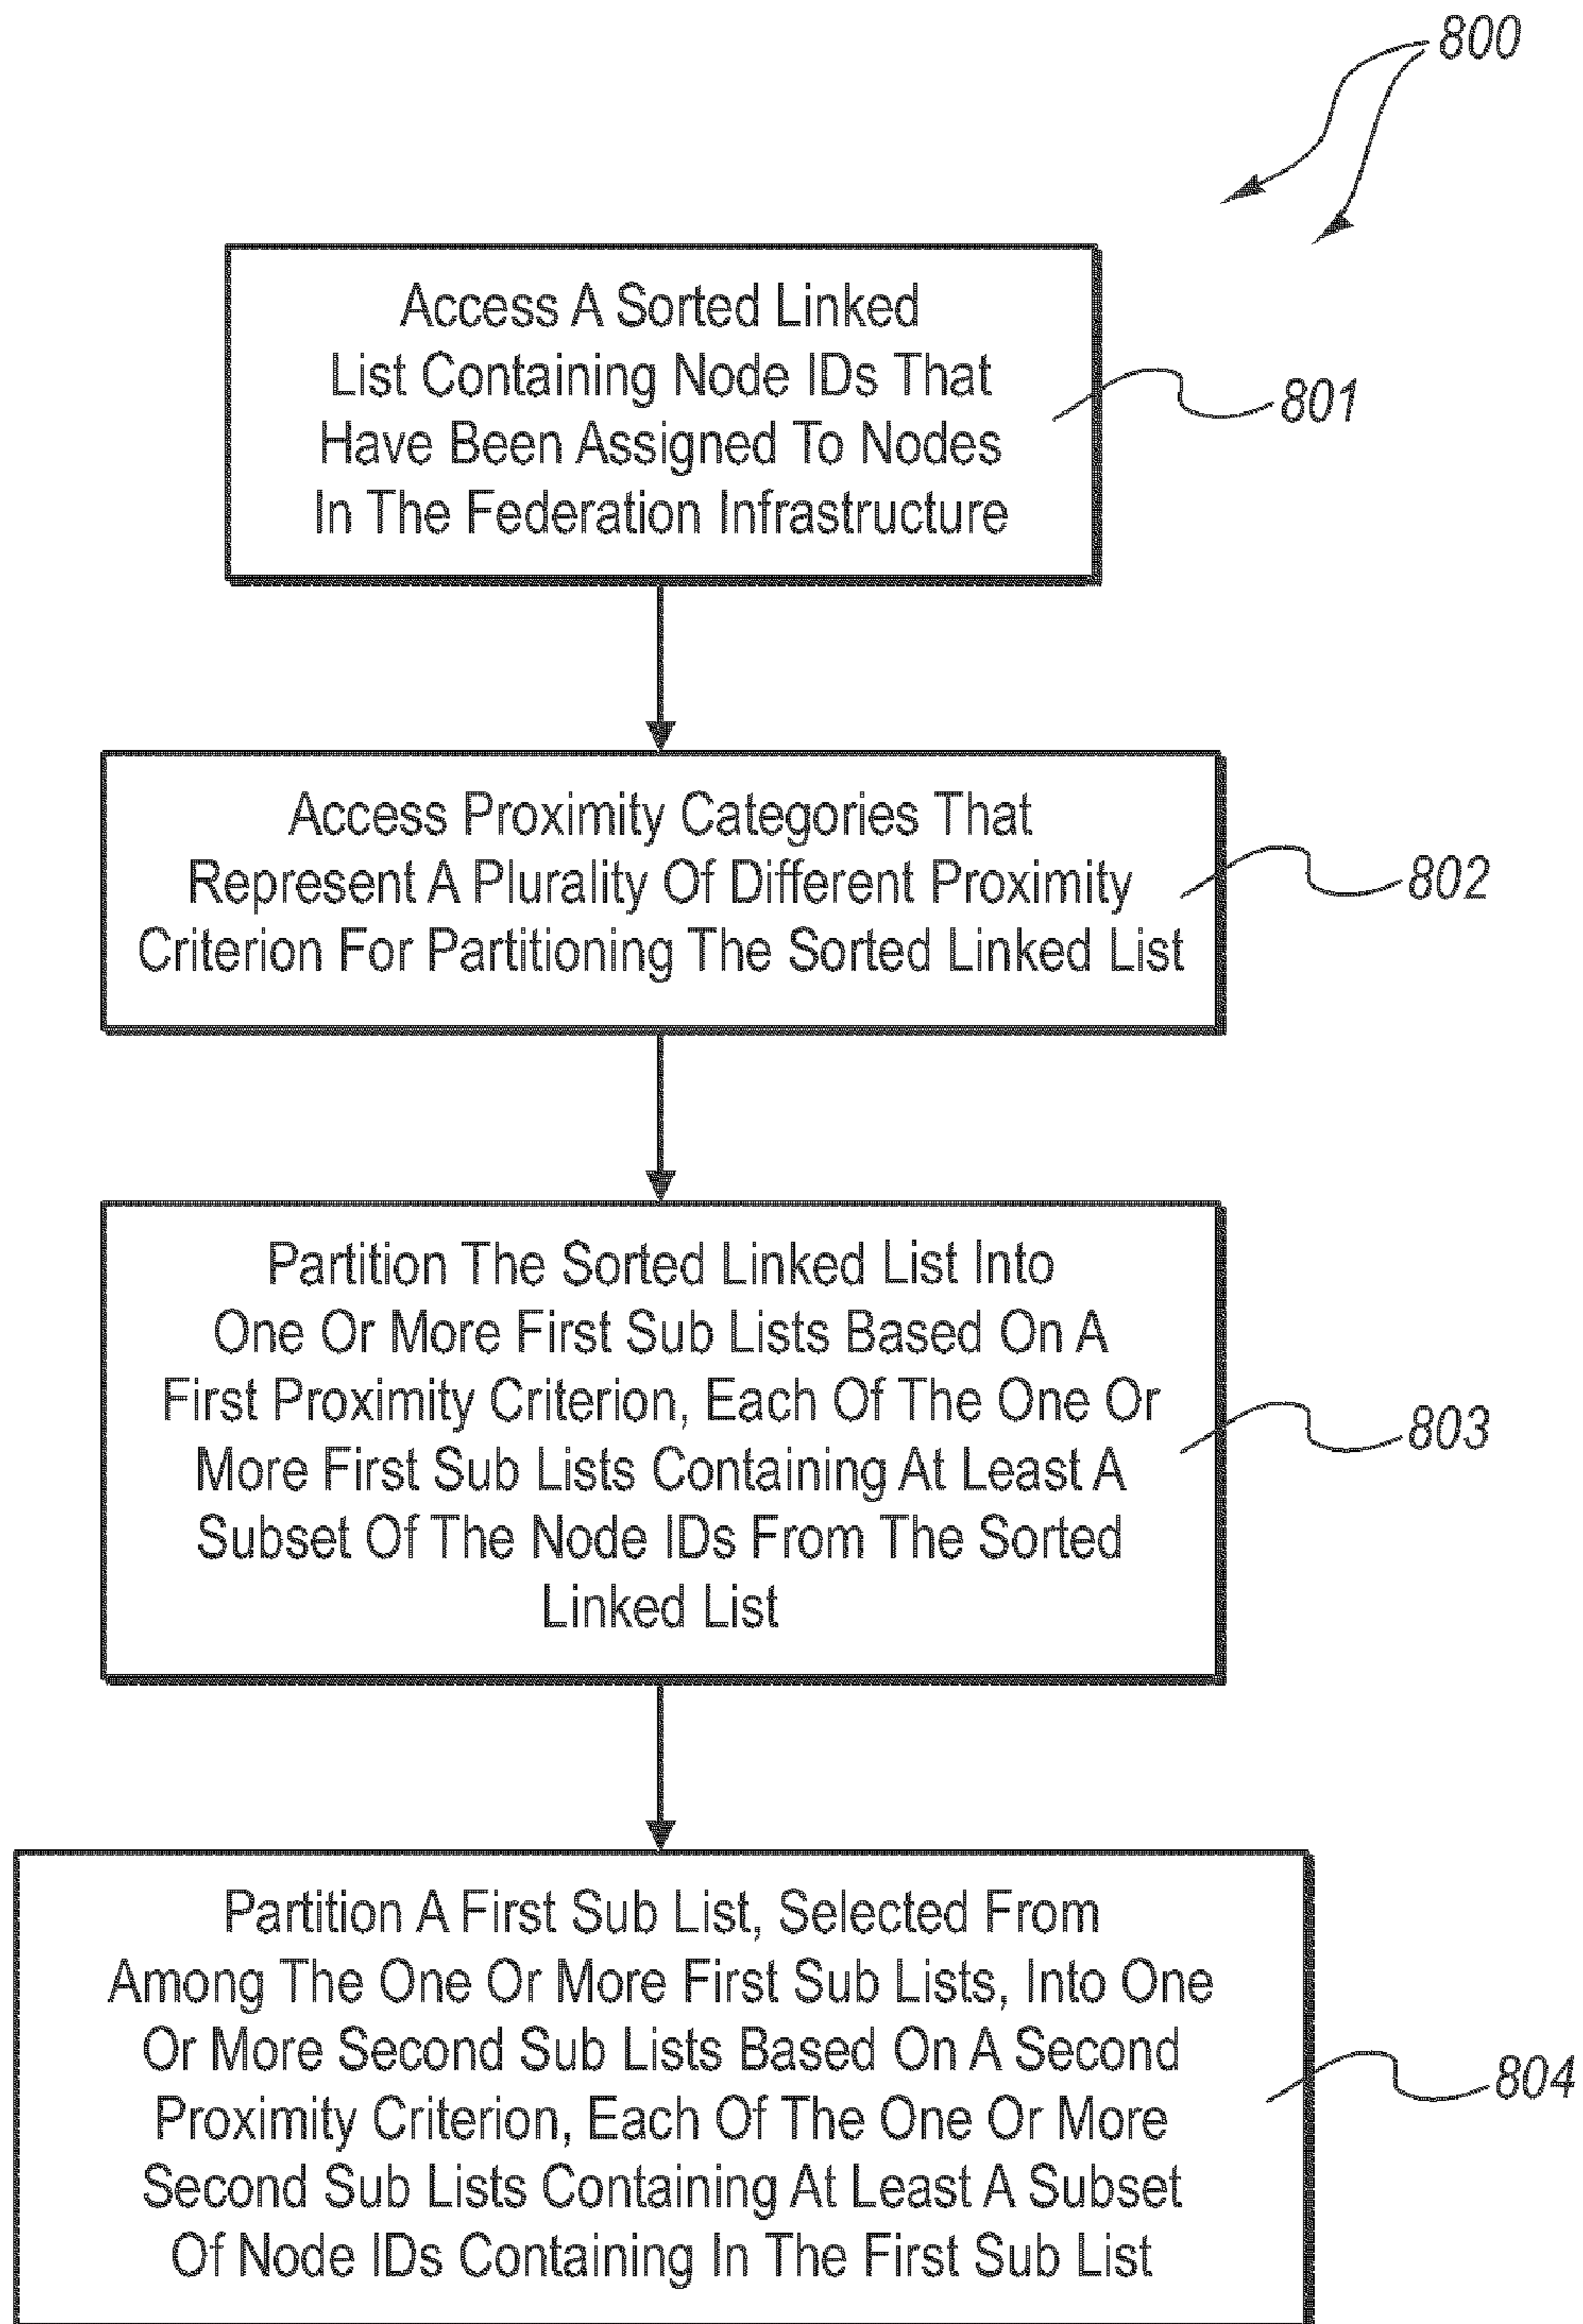 800
Access A Sorted Linked
List Containing Node IDs That
Have Been Assigned To Nodes
In The Federation Infrastructure
801
Access Proximity Categories That
Represent A Plurality Of Different Proximity
Criterion For Partitioning The Sorted Linked List
802
Partition The Sorted Linked List Into
One Or More First Sub Lists Based On A
First Proximity Criterion, Each Of The One Or
More First Sub Lists Containing At Least A
Subset Of The Node IDs From The Sorted
Linked List
803
Partition A First Sub List, Selected From
Among The One Or More First Sub Lists, Into One
Or More Second Sub Lists Based On A Second
Proximity Criterion, Each Of The One Or More
Second Sub Lists Containing At Least A Subset
Of Node IDs Containing In The First Sub List
804